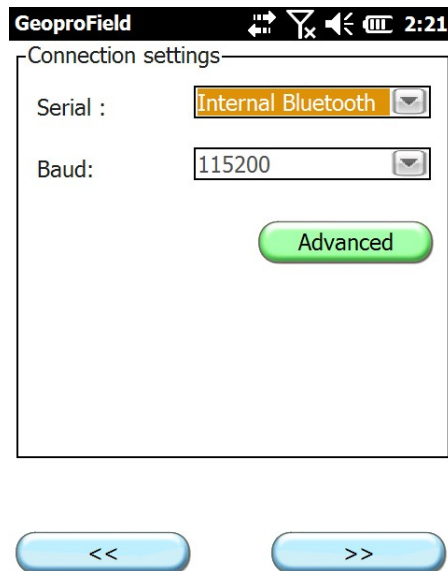 GeoproField 2:21
Connection settings
Serial : Internal Bluetooth
Baud: 115200
Advanced
<< >>